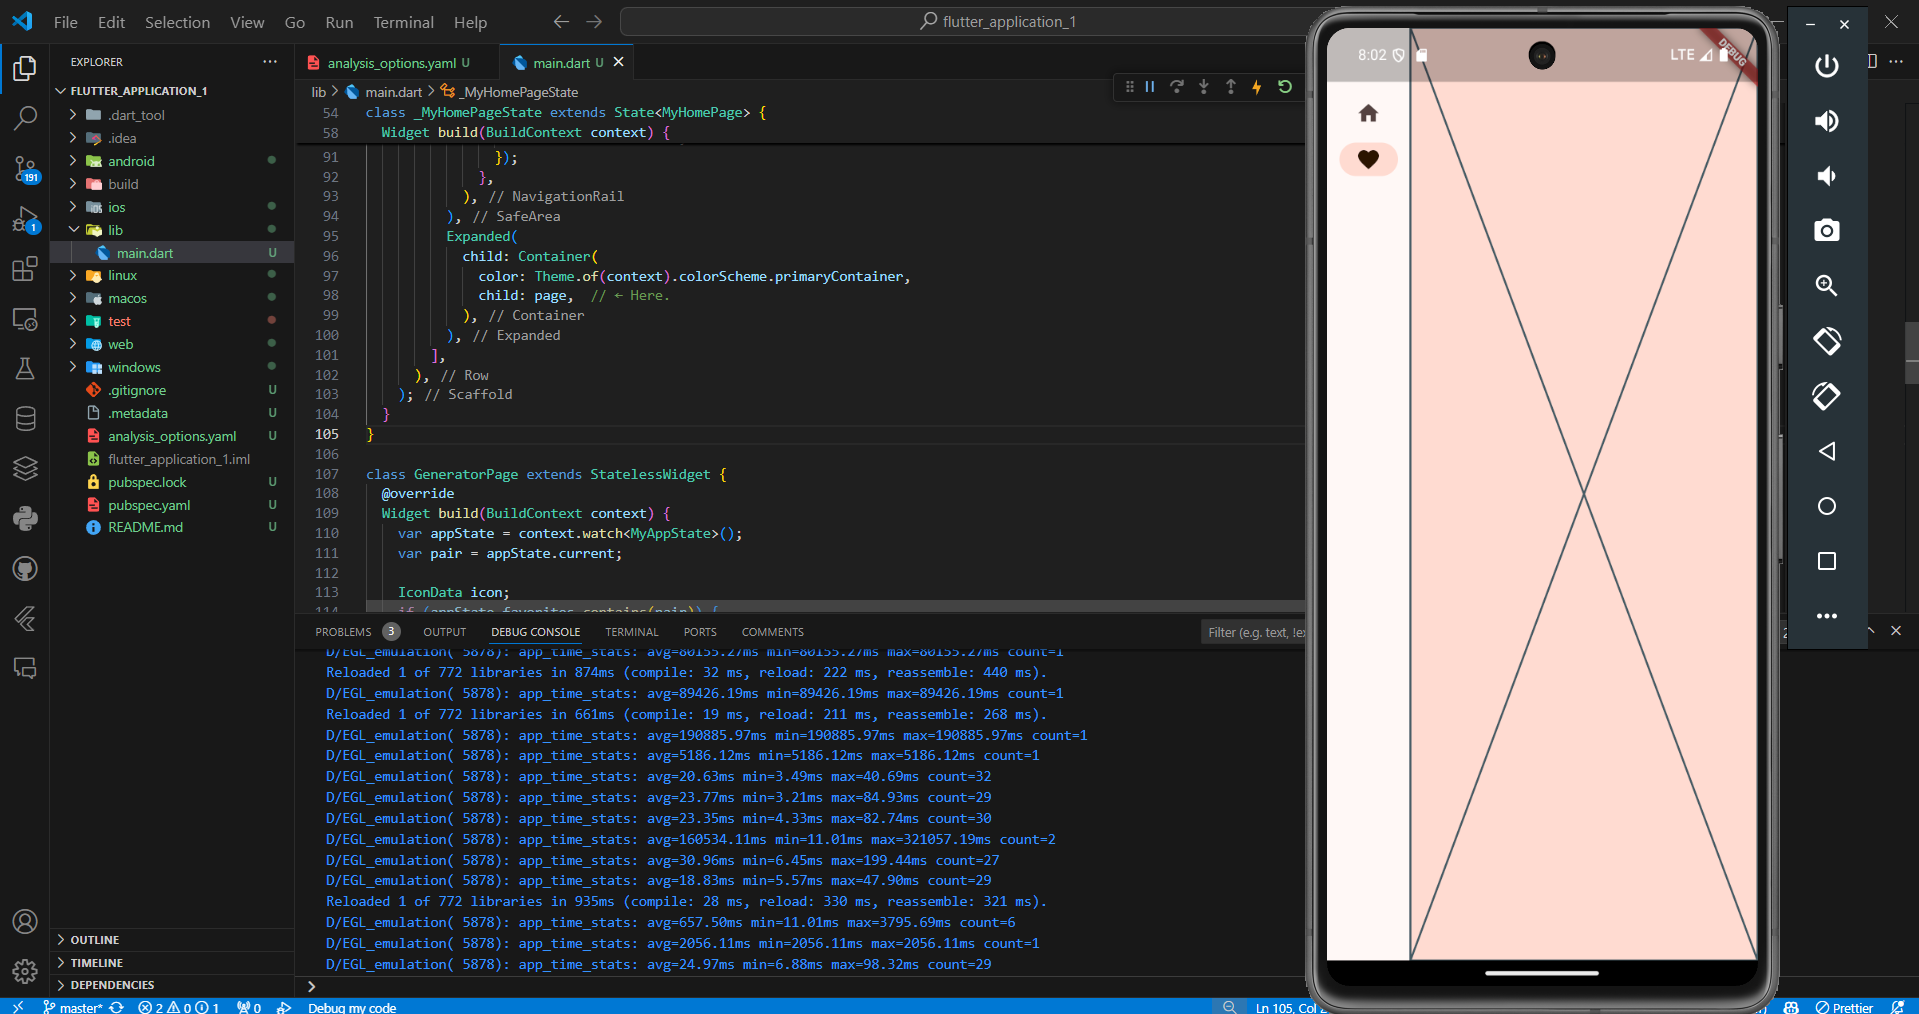 File Edit Selection View Go Run Terminal Help
flutter_application_1
EXPLORER
FLUTTER_APPLICATION_1
.dart_tool
.idea
android
build
ios
lib
main.dart U
linux
macos
test
web
windows
.gitignore U
.metadata U
analysis_options.yaml U
flutter_application_1.iml
pubspec.lock U
pubspec.yaml U
README.md U
OUTLINE
TIMELINE
DEPENDENCIES
191
1
analysis_options.yaml U
main.dart U
lib > main.dart > _MyHomePageState
54 class _MyHomePageState extends State<MyHomePage> {
58 Widget build(BuildContext context) {
91 });
92 },
93 ), // NavigationRail
94 ), // SafeArea
95 Expanded(
96 child: Container(
97 color: Theme.of(context).colorScheme.primaryContainer,
98 child: page, // ← Here.
99 ), // Container
100 ), // Expanded
101 ],
102 ), // Row
103 ); // Scaffold
104 }
105 }
106
107 class GeneratorPage extends StatelessWidget {
108 @override
109 Widget build(BuildContext context) {
110 var appState = context.watch<MyAppState>();
111 var pair = appState.current;
112
113 IconData icon;
114 if (appState.favorites.contains(pair)) {
PROBLEMS 3 OUTPUT DEBUG CONSOLE TERMINAL PORTS COMMENTS
Filter (e.g. text, !ex
D/EGL_emulation( 5878): app_time_stats: avg=80155.27ms min=80155.27ms max=80155.27ms count=1
Reloaded 1 of 772 libraries in 874ms (compile: 32 ms, reload: 222 ms, reassemble: 440 ms).
D/EGL_emulation( 5878): app_time_stats: avg=89426.19ms min=89426.19ms max=89426.19ms count=1
Reloaded 1 of 772 libraries in 661ms (compile: 19 ms, reload: 211 ms, reassemble: 268 ms).
D/EGL_emulation( 5878): app_time_stats: avg=190885.97ms min=190885.97ms max=190885.97ms count=1
D/EGL_emulation( 5878): app_time_stats: avg=5186.12ms min=5186.12ms max=5186.12ms count=1
D/EGL_emulation( 5878): app_time_stats: avg=20.63ms min=3.49ms max=40.69ms count=32
D/EGL_emulation( 5878): app_time_stats: avg=23.77ms min=3.21ms max=84.93ms count=29
D/EGL_emulation( 5878): app_time_stats: avg=23.35ms min=4.33ms max=82.74ms count=30
D/EGL_emulation( 5878): app_time_stats: avg=160534.11ms min=11.01ms max=321057.19ms count=2
D/EGL_emulation( 5878): app_time_stats: avg=30.96ms min=6.45ms max=199.44ms count=27
D/EGL_emulation( 5878): app_time_stats: avg=18.83ms min=5.57ms max=47.90ms count=29
Reloaded 1 of 772 libraries in 935ms (compile: 28 ms, reload: 330 ms, reassemble: 321 ms).
D/EGL_emulation( 5878): app_time_stats: avg=657.50ms min=11.01ms max=3795.69ms count=6
D/EGL_emulation( 5878): app_time_stats: avg=2056.11ms min=2056.11ms max=2056.11ms count=1
D/EGL_emulation( 5878): app_time_stats: avg=24.97ms min=6.88ms max=98.32ms count=29
8:02
LTE
DEBUG
master* 2 0 1 0 Debug my code
Ln 105, Col
Prettier